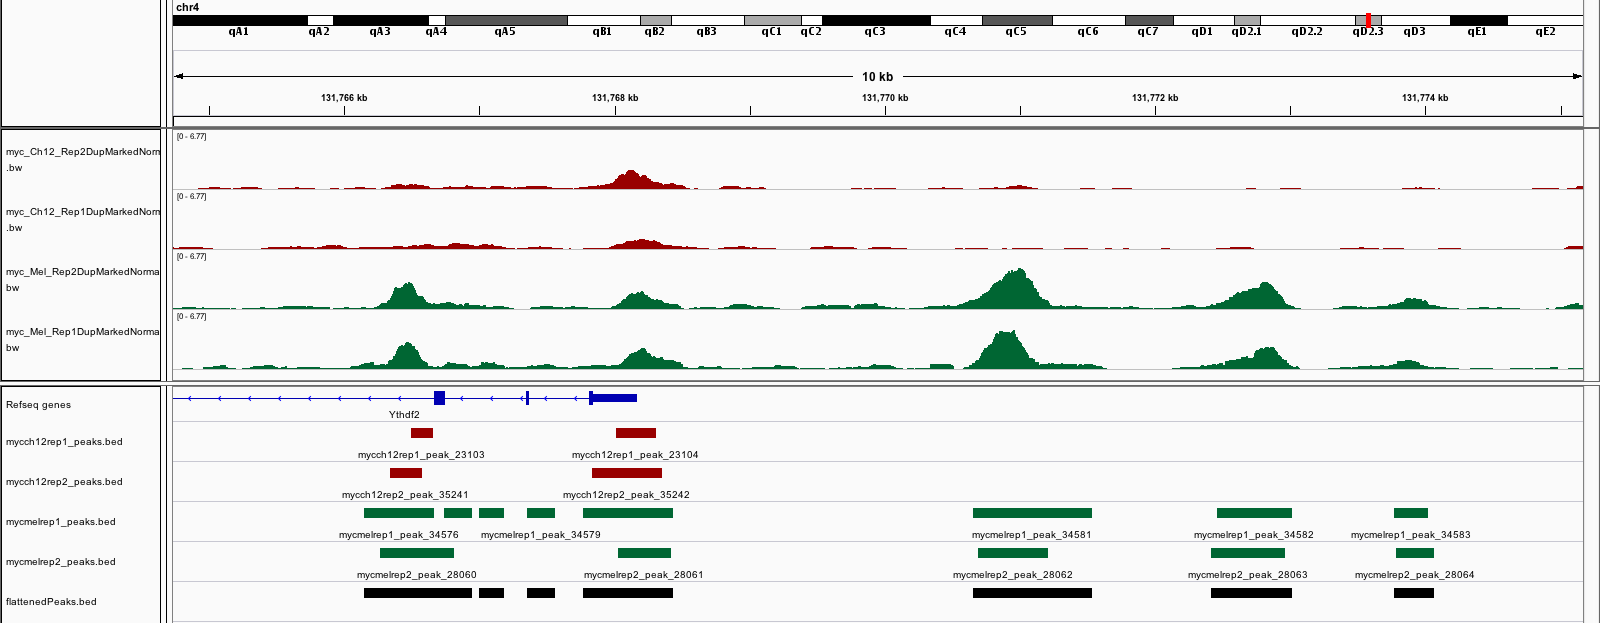 chr4
qA1 qA2 qA3 qA4 qA5 qB1 qB2 qB3 qC1 qC2 qC3 qC4 qC5 qC6 qC7 qD1 qD2.1 qD2.2 qD2.3 qD3 qE1 qE2
10 kb
131,766 kb 131,768 kb 131,770 kb 131,772 kb 131,774 kb
[0 - 6.77]
myc_Ch12_Rep2DupMarkedNorm
.bw
[0 - 6.77]
myc_Ch12_Rep1DupMarkedNorm
.bw
[0 - 6.77]
myc_Mel_Rep2DupMarkedNorma
bw
[0 - 6.77]
myc_Mel_Rep1DupMarkedNorma
bw
Refseq genes
Ythdf2
mycch12rep1_peaks.bed
mycch12rep1_peak_23103 mycch12rep1_peak_23104
mycch12rep2_peaks.bed
mycch12rep2_peak_35241 mycch12rep2_peak_35242
mycmelrep1_peaks.bed
mycmelrep1_peak_34576 mycmelrep1_peak_34579 mycmelrep1_peak_34581 mycmelrep1_peak_34582 mycmelrep1_peak_34583
mycmelrep2_peaks.bed
mycmelrep2_peak_28060 mycmelrep2_peak_28061 mycmelrep2_peak_28062 mycmelrep2_peak_28063 mycmelrep2_peak_28064
flattenedPeaks.bed